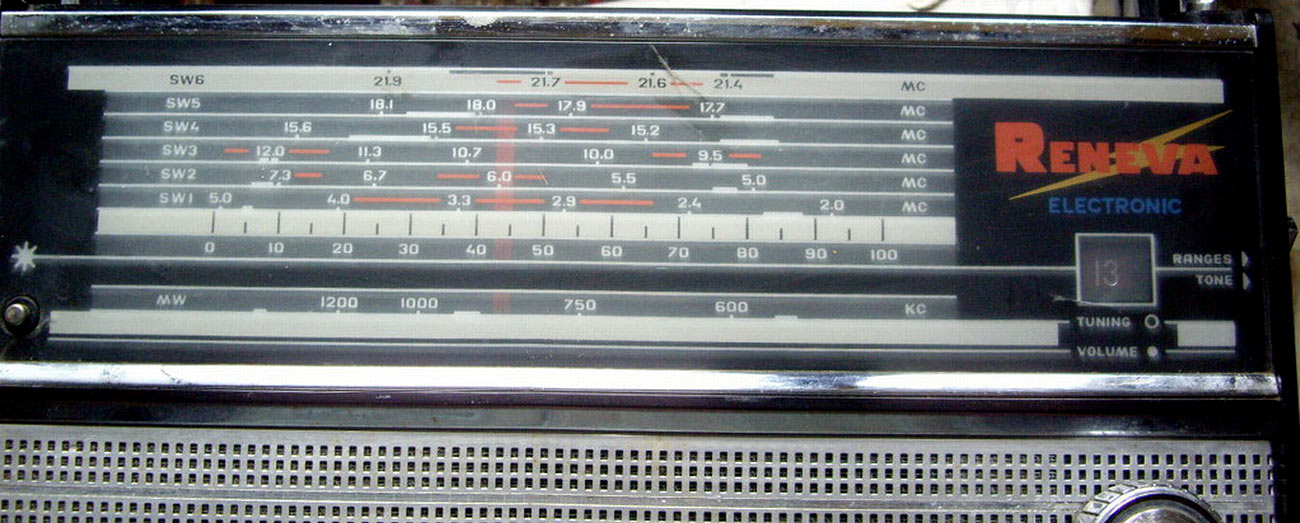 SW6 21.9 21.7 21.6 21.4 MC
SW5 18.1 18.0 17.9 17.7 MC
SW4 15.6 15.5 15.3 15.2 MC
SW3 12.0 11.3 10.7 10.0 9.5 MC
SW2 7.3 6.7 6.0 5.5 5.0 MC
SW1 5.0 4.0 3.3 2.9 2.4 2.0 MC
0 10 20 30 40 50 60 70 80 90 100
MW 1200 1000 750 600 KC
RENEVA
ELECTRONIC
13
RANGES
TONE
TUNING
VOLUME